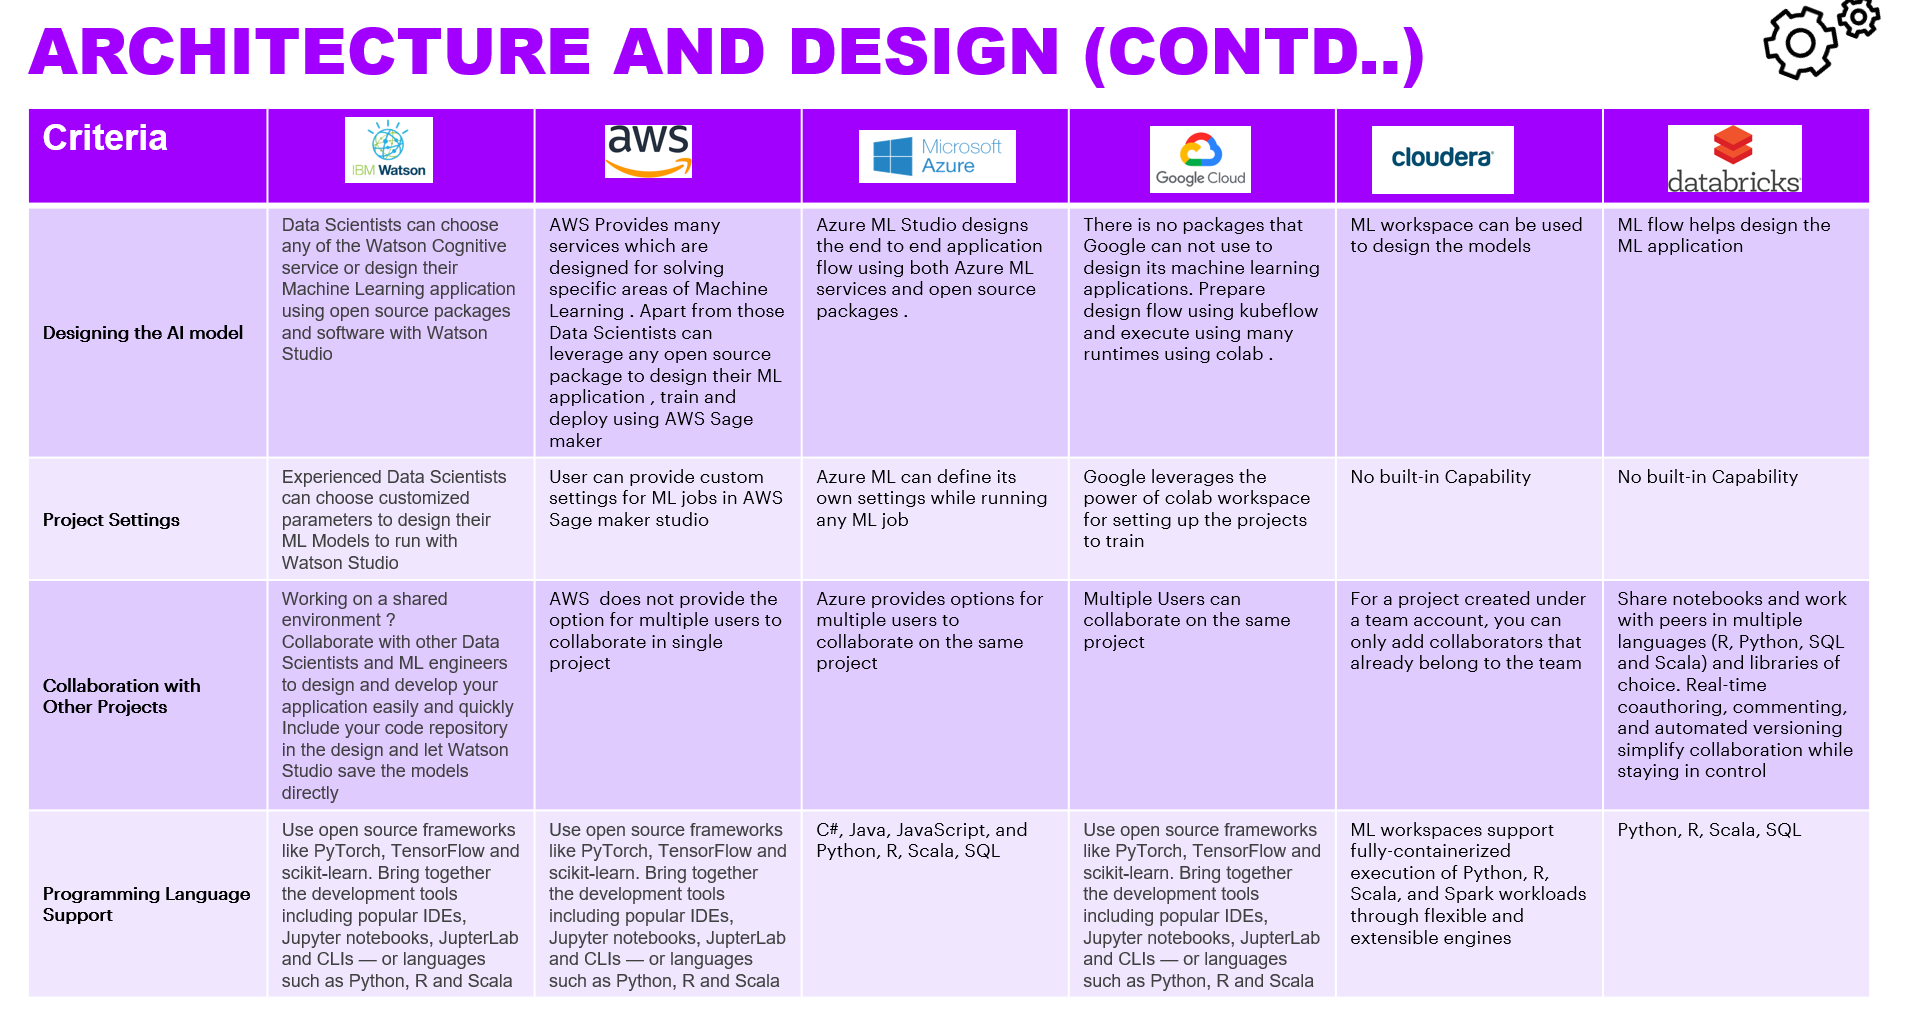 ARCHITECTURE AND DESIGN (CONTD..)
Criteria
IBM Watson
aws
Microsoft
Azure
Google Cloud
cloudera
databricks
Designing the AI model
Data Scientists can choose
any of the Watson Cognitive
service or design their
Machine Learning application
using open source packages
and software with Watson
Studio
AWS Provides many
services which are
designed for solving
specific areas of Machine
Learning . Apart from those
Data Scientists can
leverage any open source
package to design their ML
application , train and
deploy using AWS Sage
maker
Azure ML Studio designs
the end to end application
flow using both Azure ML
services and open source
packages .
There is no packages that
Google can not use to
design its machine learning
applications. Prepare
design flow using kubeflow
and execute using many
runtimes using colab .
ML workspace can be used
to design the models
ML flow helps design the
ML application
Project Settings
Experienced Data Scientists
can choose customized
parameters to design their
ML Models to run with
Watson Studio
User can provide custom
settings for ML jobs in AWS
Sage maker studio
Azure ML can define its
own settings while running
any ML job
Google leverages the
power of colab workspace
for setting up the projects
to train
No built-in Capability
No built-in Capability
Collaboration with
Other Projects
Working on a shared
environment ?
Collaborate with other Data
Scientists and ML engineers
to design and develop your
application easily and quickly
Include your code repository
in the design and let Watson
Studio save the models
directly
AWS  does not provide the
option for multiple users to
collaborate in single
project
Azure provides options for
multiple users to
collaborate on the same
project
Multiple Users can
collaborate on the same
project
For a project created under
a team account, you can
only add collaborators that
already belong to the team
Share notebooks and work
with peers in multiple
languages (R, Python, SQL
and Scala) and libraries of
choice. Real-time
coauthoring, commenting,
and automated versioning
simplify collaboration while
staying in control
Programming Language
Support
Use open source frameworks
like PyTorch, TensorFlow and
scikit-learn. Bring together
the development tools
including popular IDEs,
Jupyter notebooks, JupterLab
and CLIs — or languages
such as Python, R and Scala
Use open source frameworks
like PyTorch, TensorFlow and
scikit-learn. Bring together
the development tools
including popular IDEs,
Jupyter notebooks, JupterLab
and CLIs — or languages
such as Python, R and Scala
C#, Java, JavaScript, and
Python, R, Scala, SQL
Use open source frameworks
like PyTorch, TensorFlow and
scikit-learn. Bring together
the development tools
including popular IDEs,
Jupyter notebooks, JupterLab
and CLIs — or languages
such as Python, R and Scala
ML workspaces support
fully-containerized
execution of Python, R,
Scala, and Spark workloads
through flexible and
extensible engines
Python, R, Scala, SQL